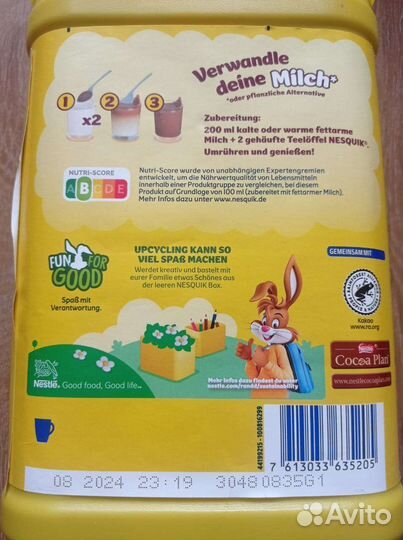 Verwandle
deine Milch*
*oder pflanzliche Alternative
1 2 3
x2
Zubereitung:
200 ml kalte oder warme fettarme
Milch + 2 gehäufte Teelöffel NESQUIK®.
Umrühren und genießen!
NUTRI-SCORE
A B C D E
Nutri-Score wurde von unabhängigen Expertengremien
entwickelt, um die Nährwertqualität von Lebensmitteln
innerhalb einer Produktgruppe zu vergleichen, bei diesem
Produkt auf Grundlage von 100 ml (zubereitet mit fettarmer Milch).
Mehr Infos dazu unter www.nesquik.de
FUN FOR
GOOD
Spaß mit
Verantwortung.
UPCYCLING KANN SO
VIEL SPAẞ MACHEN
Werdet kreativ und bastelt mit
eurer Familie etwas Schönes aus
der leeren NESQUIK Box.
GEMEINSAM MIT
Kakao
www.ra.org
Nestlé
Cocoa Plan
www.nestlecocoaplan.com
Nestlé. Good food, Good life™
Mehr Infos dazu findest du unter
nestle.com/randd/sustainability
44199215-100816299
7 613033 635205
08 2024 23:19 30480835G1
Avito